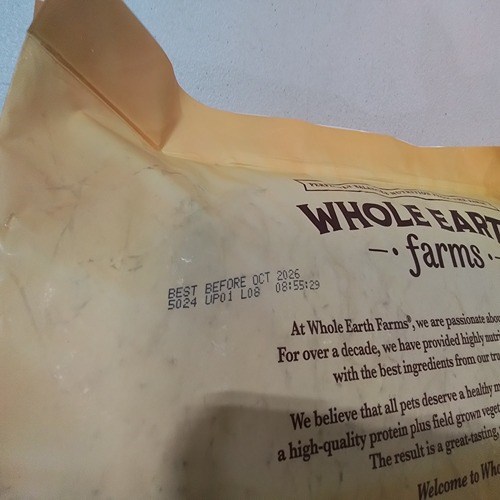 WHOLE EART
farms
BEST BEFORE OCT 2026
5024 UP01 L08 08:55:29
At Whole Earth Farms®, we are passionate abo
For over a decade, we have provided highly nutri
with the best ingredients from our tru
We believe that all pets deserve a healthy m
a high-quality protein plus field grown veget
The result is a great-tasting,
Welcome to Who